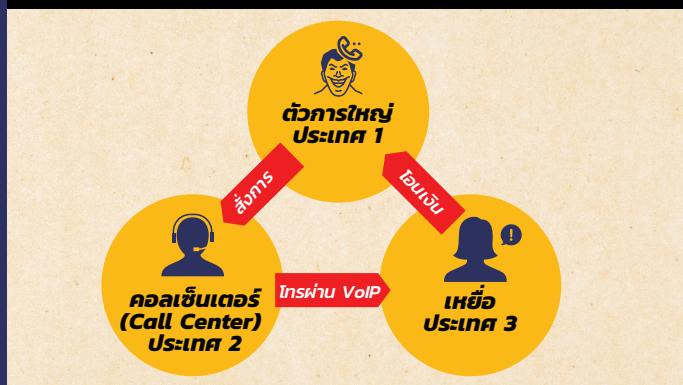 ตัวการใหญ่
ประเทศ 1
สั่งการ
โอนเงิน
คอลเซ็นเตอร์
(Call Center)
ประเทศ 2
โทรผ่าน VoIP
!
เหยื่อ
ประเทศ 3